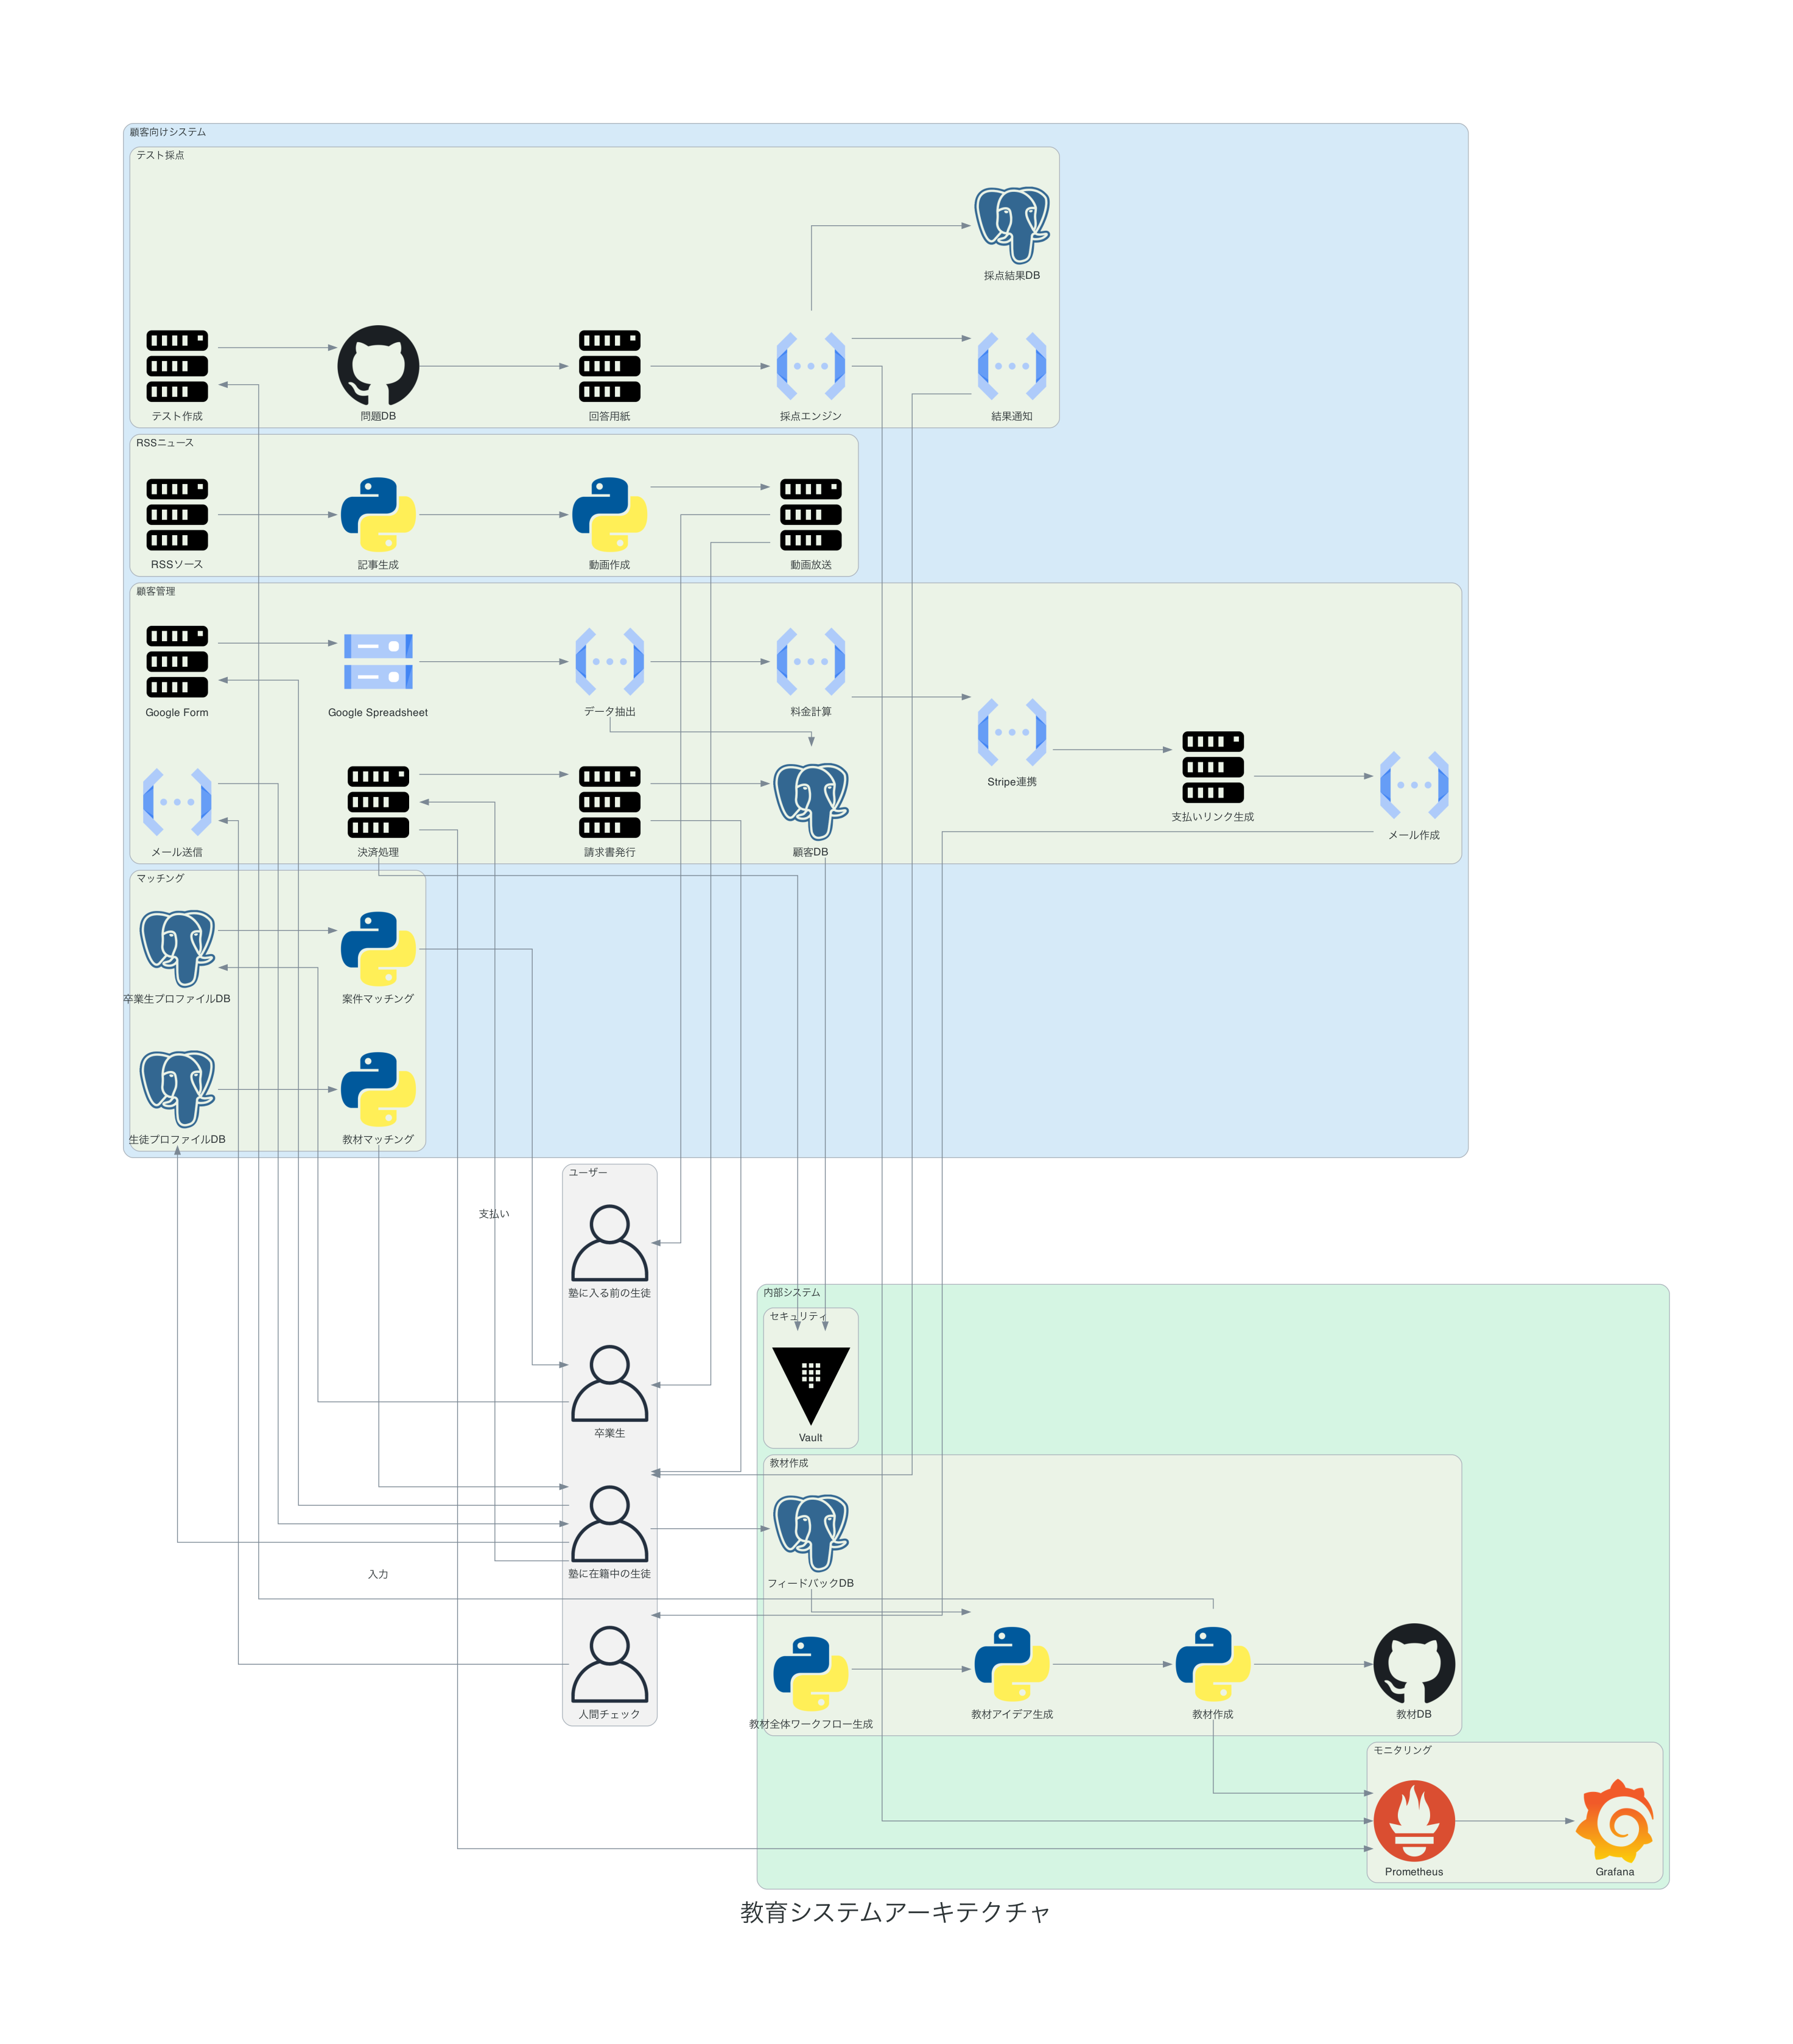 顧客向けシステム
テスト採点
採点結果DB
テスト作成
問題DB
回答用紙
採点エンジン
結果通知
RSSニュース
RSSソース
記事生成
動画作成
動画放送
顧客管理
Google Form
Google Spreadsheet
データ抽出
料金計算
Stripe連携
支払いリンク生成
メール作成
メール送信
決済処理
請求書発行
顧客DB
マッチング
卒業生プロファイルDB
案件マッチング
生徒プロファイルDB
教材マッチング
ユーザー
支払い
塾に入る前の生徒
卒業生
塾に在籍中の生徒
入力
人間チェック
内部システム
セキュリティ
Vault
教材作成
フィードバックDB
教材全体ワークフロー生成
教材アイデア生成
教材作成
教材DB
モニタリング
Prometheus
Grafana
教育システムアーキテクチャ